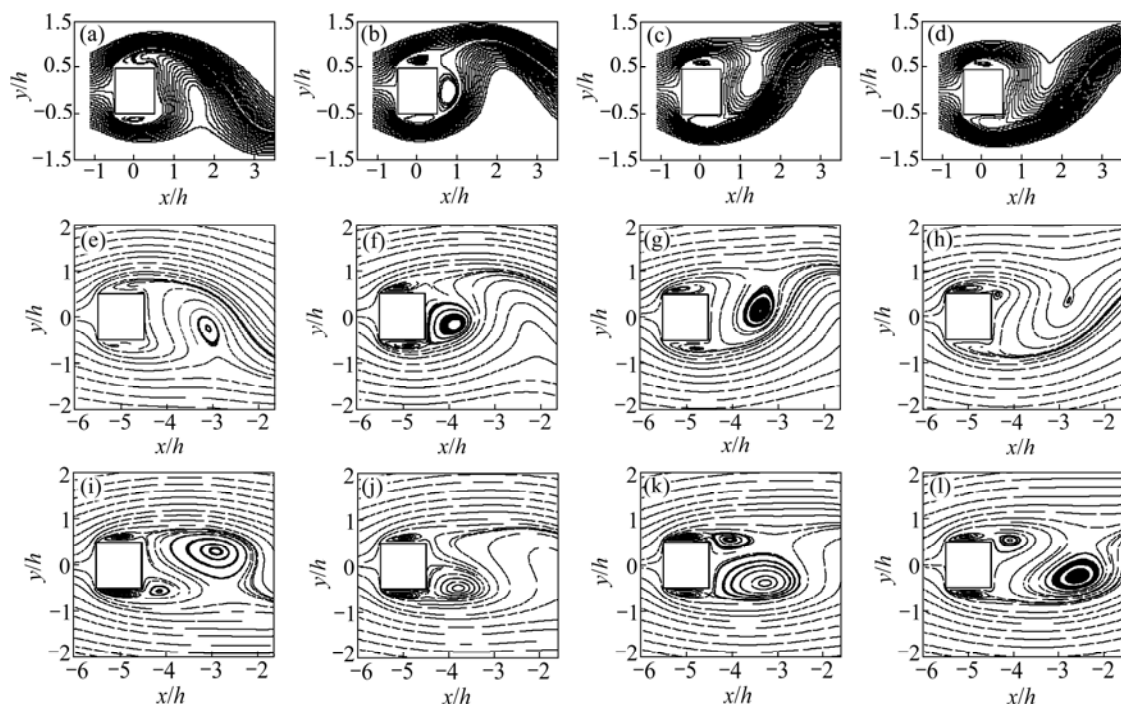 (a) (b) (c) (d)
y/h 1.5 0.5 −0.5 −1.5
y/h 1.5 0.5 −0.5 −1.5
y/h 1.5 0.5 −0.5 −1.5
y/h 1.5 0.5 −0.5 −1.5
−1 0 1 2 3
−1 0 1 2 3
−1 0 1 2 3
−1 0 1 2 3
x/h x/h x/h x/h
(e) (f) (g) (h)
y/h 2 1 0 −1 −2
y/h 2 1 0 −1 −2
y/h 2 1 0 −1 −2
y/h 2 1 0 −1 −2
−6 −5 −4 −3 −2
−6 −5 −4 −3 −2
−6 −5 −4 −3 −2
−6 −5 −4 −3 −2
x/h x/h x/h x/h
(i) (j) (k) (l)
y/h 2 1 0 −1 −2
y/h 2 1 0 −1 −2
y/h 2 1 0 −1 −2
y/h 2 1 0 −1 −2
−6 −5 −4 −3 −2
−6 −5 −4 −3 −2
−6 −5 −4 −3 −2
−6 −5 −4 −3 −2
x/h x/h x/h x/h